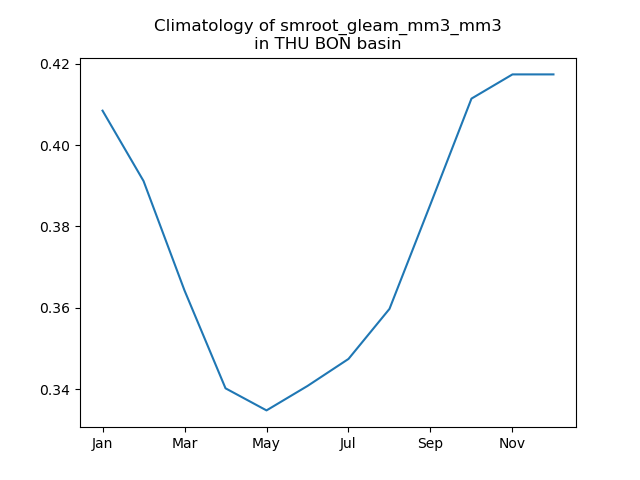 Climatology of smroot_gleam_mm3_mm3
in THU BON basin
0.42
0.40
0.38
0.36
0.34
Jan Mar May Jul Sep Nov